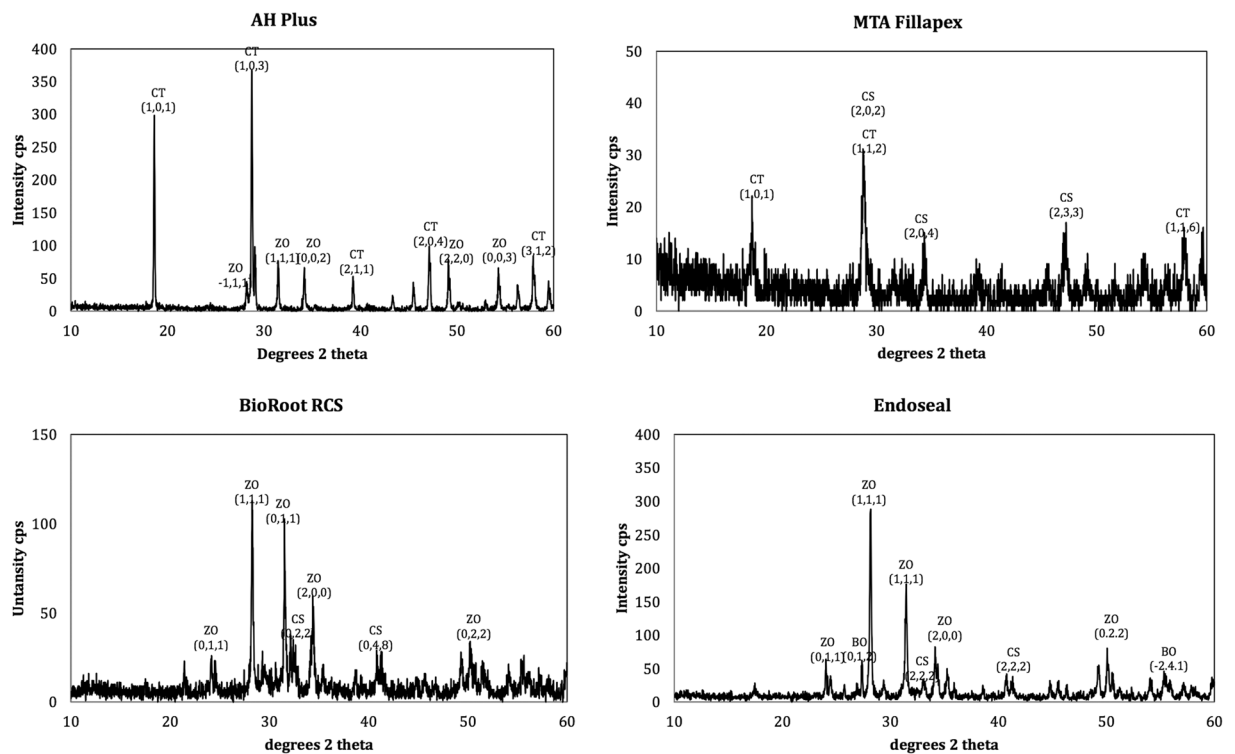 AH Plus
Intensity cps
400
350
300
250
200
150
100
50
0
CT
(1,0,1)
CT
(1,0,3)
ZO
-1,1,1
ZO
(1,1,1)
ZO
(0,0,2)
CT
(2,1,1)
CT
(2,0,4)
ZO
(2,2,0)
ZO
(0,0,3)
CT
(3,1,2)
10 20 30 40 50 60
Degrees 2 theta
MTA Fillapex
Intensity cps
50
40
30
20
10
0
CT
(1,0,1)
CS
(2,0,2)
CT
(1,1,2)
CS
(2,0,4)
CS
(2,3,3)
CT
(1,1,6)
10 20 30 40 50 60
degrees 2 theta
BioRoot RCS
Untansity cps
150
100
50
0
ZO
(0,1,1)
ZO
(1,1,1)
ZO
(0,1,1)
CS
(0,2,2)
ZO
(2,0,0)
CS
(0,4,8)
ZO
(0,2,2)
10 20 30 40 50 60
degrees 2 theta
Endoseal
Intensity cps
400
350
300
250
200
150
100
50
0
ZO
(0,1,1)
BO
(0,1,2)
ZO
(1,1,1)
ZO
(1,1,1)
CS
(2,2,2)
ZO
(2,0,0)
CS
(2,2,2)
ZO
(0.2.2)
BO
(-2.4.1)
10 20 30 40 50 60
degrees 2 theta